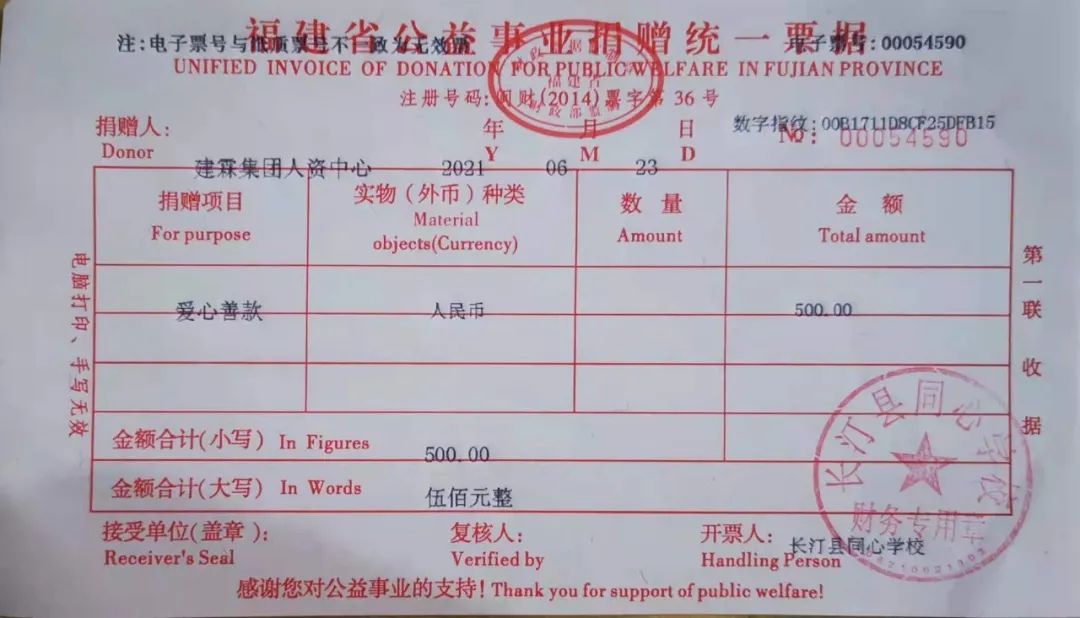 福建省公益事业捐赠统一票据
注:电子票号与纸质票号不一致为无效票
电子票号:00054590
UNIFIED INVOICE OF DONATION FOR PUBLIC WELFARE IN FUJIAN PROVINCE
注册号码: 闽财(2014)票字第 36 号
捐赠人: 年 月 日
数字指纹:00B1711D8CF25DFB15
Donor Y M D
No: 00054590
建霖集团人资中心 2021 06 23
捐赠项目 实物(外币)种类 数 量 金 额
For purpose Material objects(Currency) Amount Total amount
爱心善款 人民币 500.00
金额合计(小写) In Figures 500.00
金额合计(大写) In Words 伍佰元整
接受单位(盖章): 复核人: 开票人: 长汀县同心学校
Receiver's Seal Verified by Handling Person
感谢您对公益事业的支持! Thank you for support of public welfare!
电脑打印、手写无效
第一联 收据
福建省
财政部监制
长汀县同心学校
财务专用章